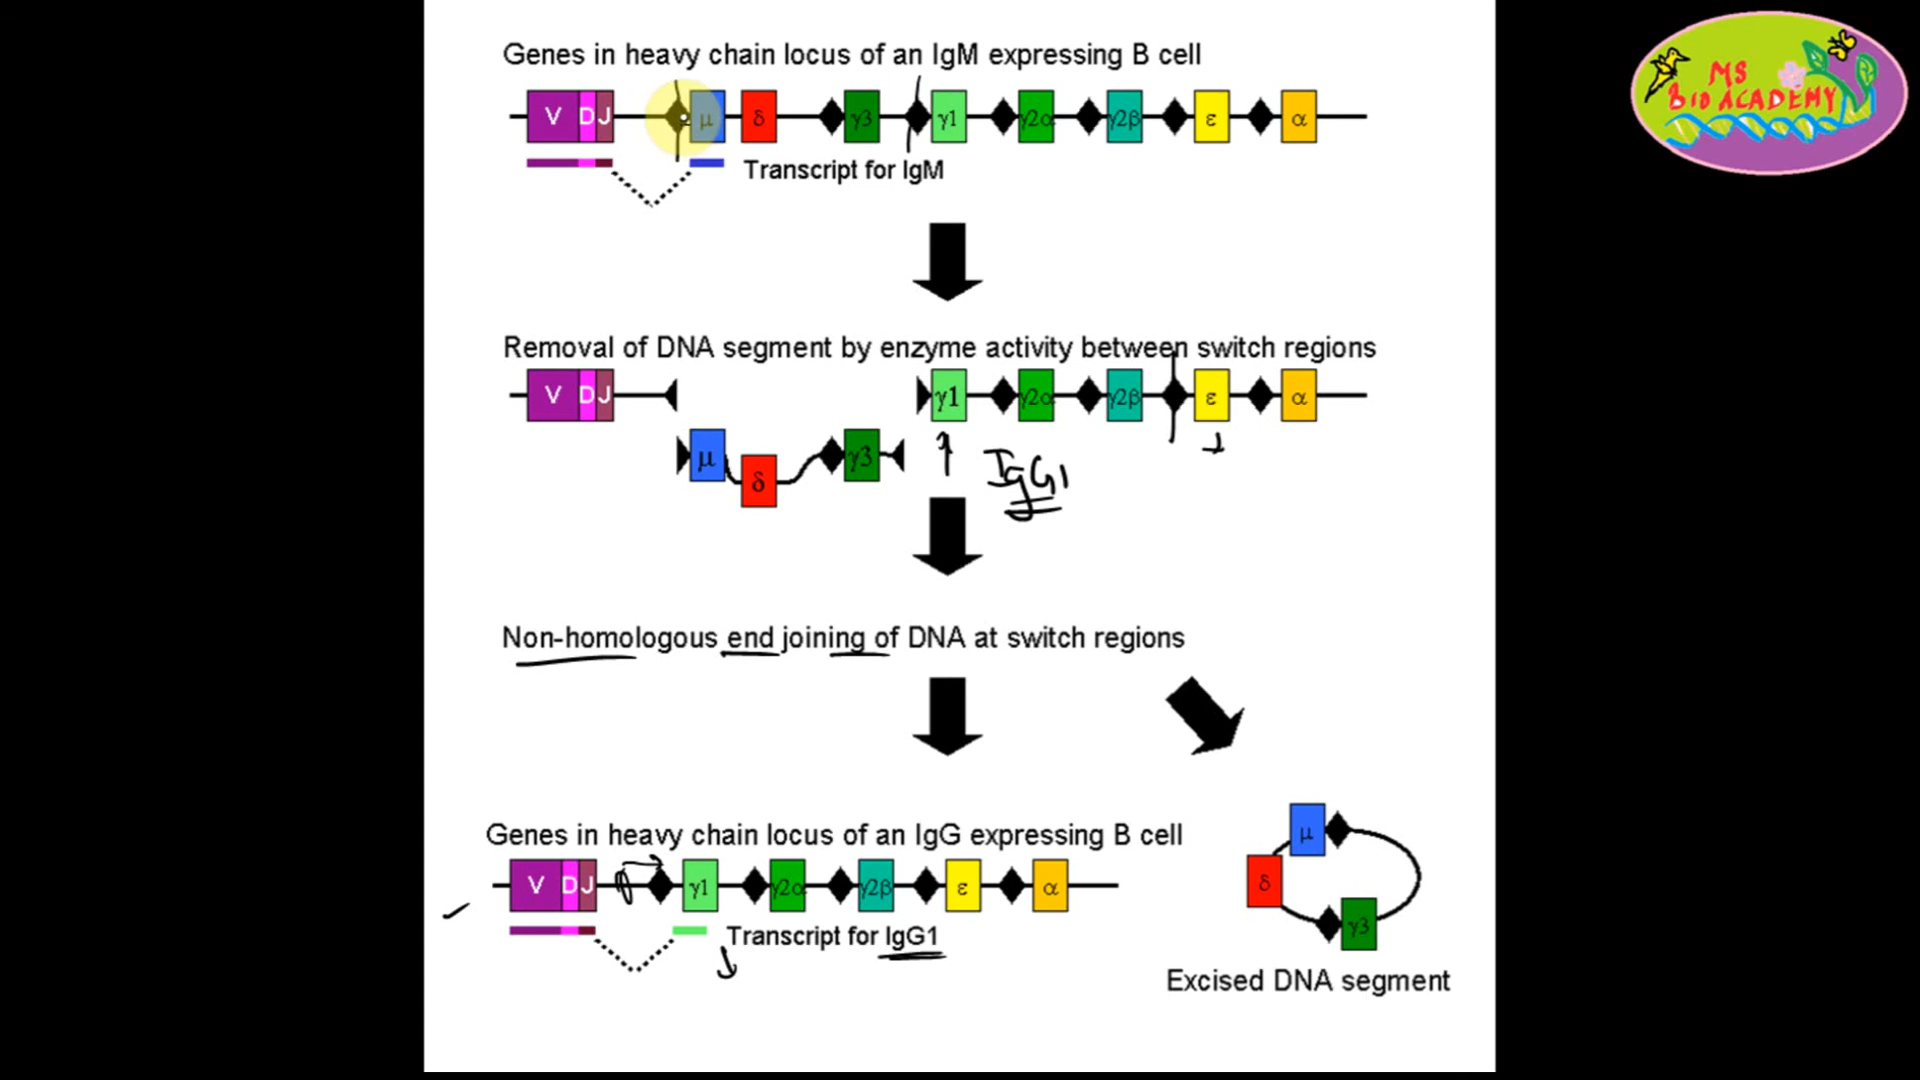 Genes in heavy chain locus of an IgM expressing B cell
V D J μ δ γ3 γ1 γ2α γ2β ε α
Transcript for IgM
Removal of DNA segment by enzyme activity between switch regions
V D J γ1 γ2α γ2β ε α
μ δ γ3
IgG1
Non-homologous end joining of DNA at switch regions
Genes in heavy chain locus of an IgG expressing B cell
V D J γ1 γ2α γ2β ε α
Transcript for IgG1
μ
δ
γ3
Excised DNA segment
MS
BIO ACADEMY